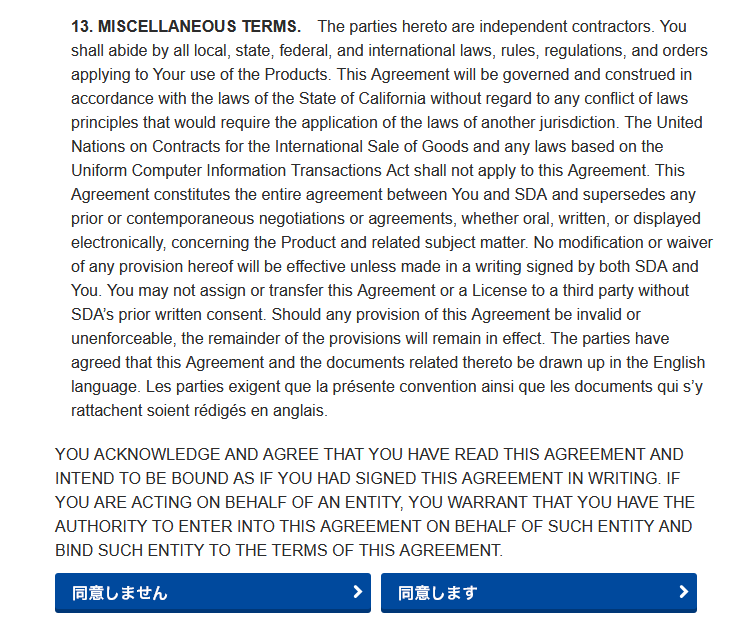 13. MISCELLANEOUS TERMS. The parties hereto are independent contractors. You
shall abide by all local, state, federal, and international laws, rules, regulations, and orders
applying to Your use of the Products. This Agreement will be governed and construed in
accordance with the laws of the State of California without regard to any conflict of laws
principles that would require the application of the laws of another jurisdiction. The United
Nations on Contracts for the International Sale of Goods and any laws based on the
Uniform Computer Information Transactions Act shall not apply to this Agreement. This
Agreement constitutes the entire agreement between You and SDA and supersedes any
prior or contemporaneous negotiations or agreements, whether oral, written, or displayed
electronically, concerning the Product and related subject matter. No modification or waiver
of any provision hereof will be effective unless made in a writing signed by both SDA and
You. You may not assign or transfer this Agreement or a License to a third party without
SDA’s prior written consent. Should any provision of this Agreement be invalid or
unenforceable, the remainder of the provisions will remain in effect. The parties have
agreed that this Agreement and the documents related thereto be drawn up in the English
language. Les parties exigent que la présente convention ainsi que les documents qui s’y
rattachent soient rédigés en anglais.
YOU ACKNOWLEDGE AND AGREE THAT YOU HAVE READ THIS AGREEMENT AND
INTEND TO BE BOUND AS IF YOU HAD SIGNED THIS AGREEMENT IN WRITING. IF
YOU ARE ACTING ON BEHALF OF AN ENTITY, YOU WARRANT THAT YOU HAVE THE
AUTHORITY TO ENTER INTO THIS AGREEMENT ON BEHALF OF SUCH ENTITY AND
BIND SUCH ENTITY TO THE TERMS OF THIS AGREEMENT.
同意しません
同意します